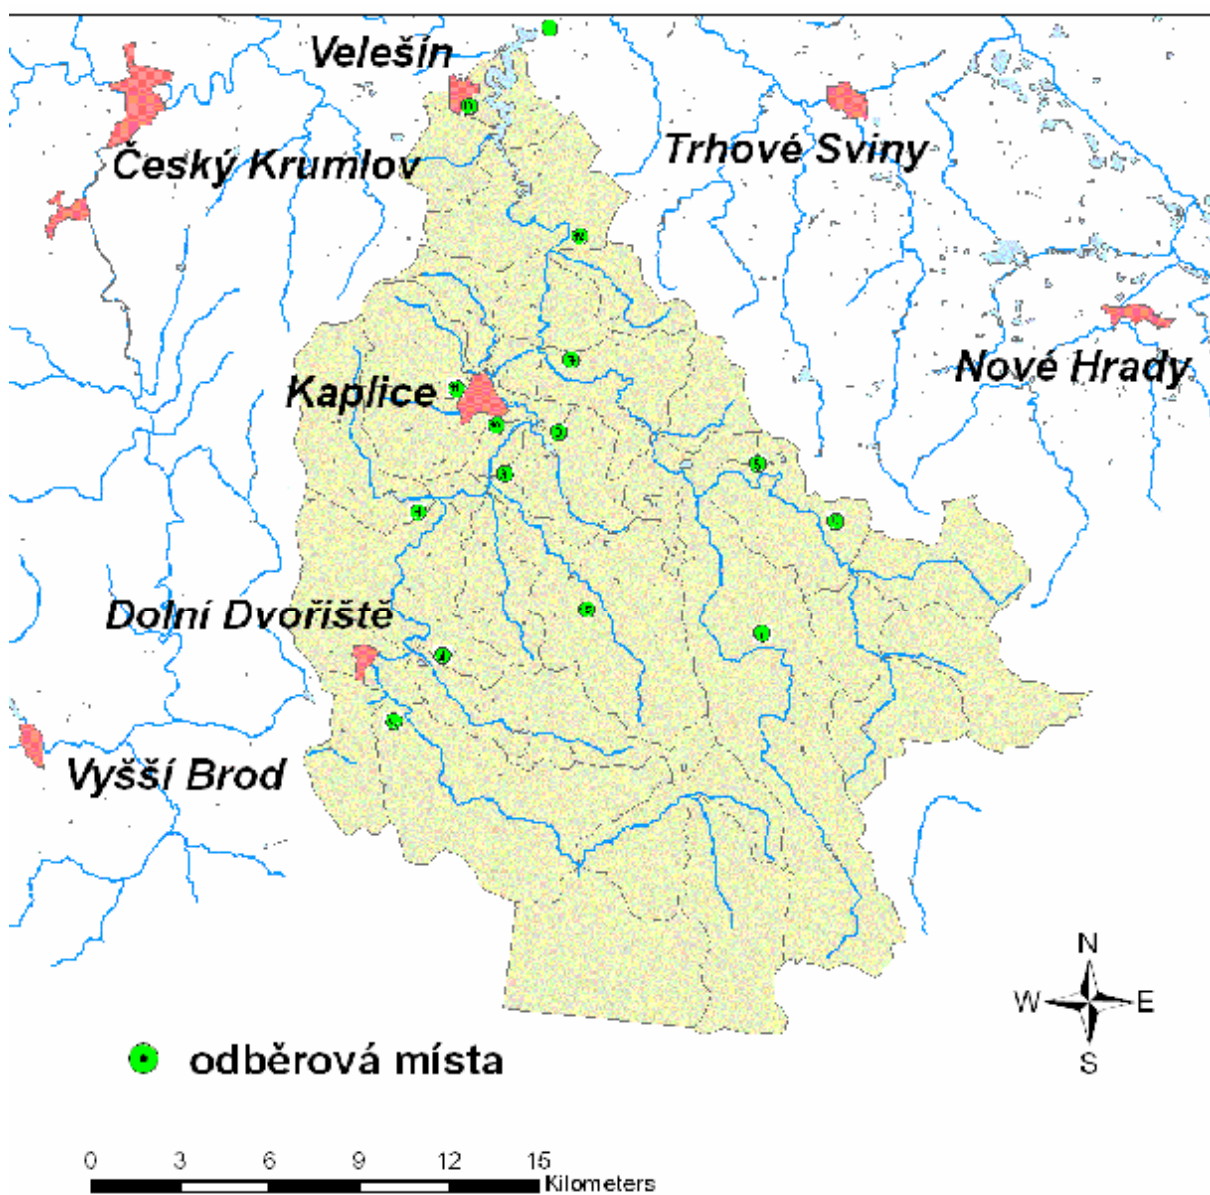 Velešín
Český Krumlov
Trhové Sviny
Nové Hrady
Kaplice
Dolní Dvořiště
Vyšší Brod
N
W E
S
odběrová místa
0 3 6 9 12 15
Kilometers